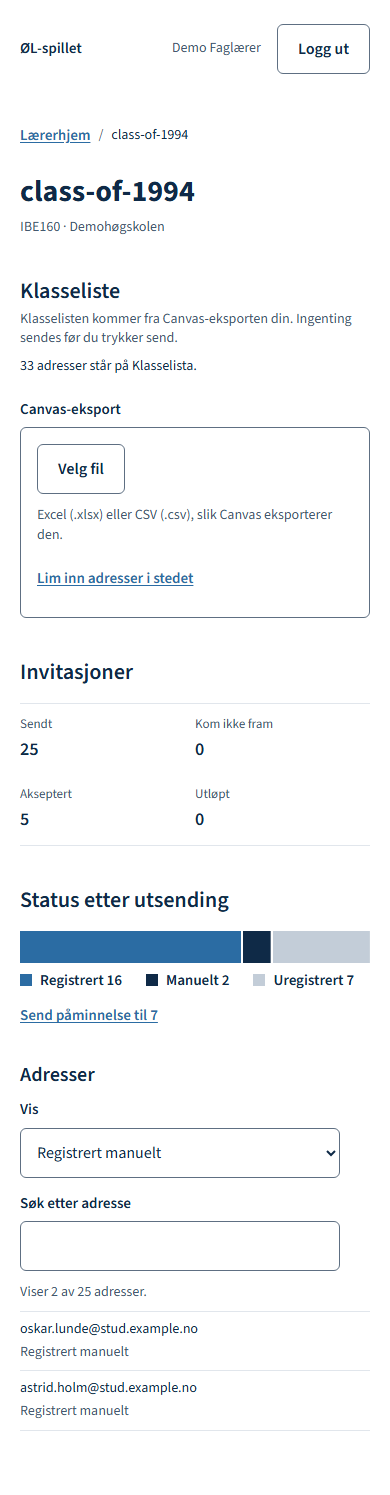 ØL-spillet
Demo Faglærer
Logg ut
Lærerhjem / class-of-1994
class-of-1994
IBE160 · Demohøgskolen
Klasseliste
Klasselisten kommer fra Canvas-eksporten din. Ingenting
sendes før du trykker send.
33 adresser står på Klasselista.
Canvas-eksport
Velg fil
Excel (.xlsx) eller CSV (.csv), slik Canvas eksporterer
den.
Lim inn adresser i stedet
Invitasjoner
Sendt
25
Kom ikke fram
0
Akseptert
5
Utløpt
0
Status etter utsending
Registrert 16
Manuelt 2
Uregistrert 7
Send påminnelse til 7
Adresser
Vis
Registrert manuelt
Søk etter adresse
Viser 2 av 25 adresser.
oskar.lunde@stud.example.no
Registrert manuelt
astrid.holm@stud.example.no
Registrert manuelt